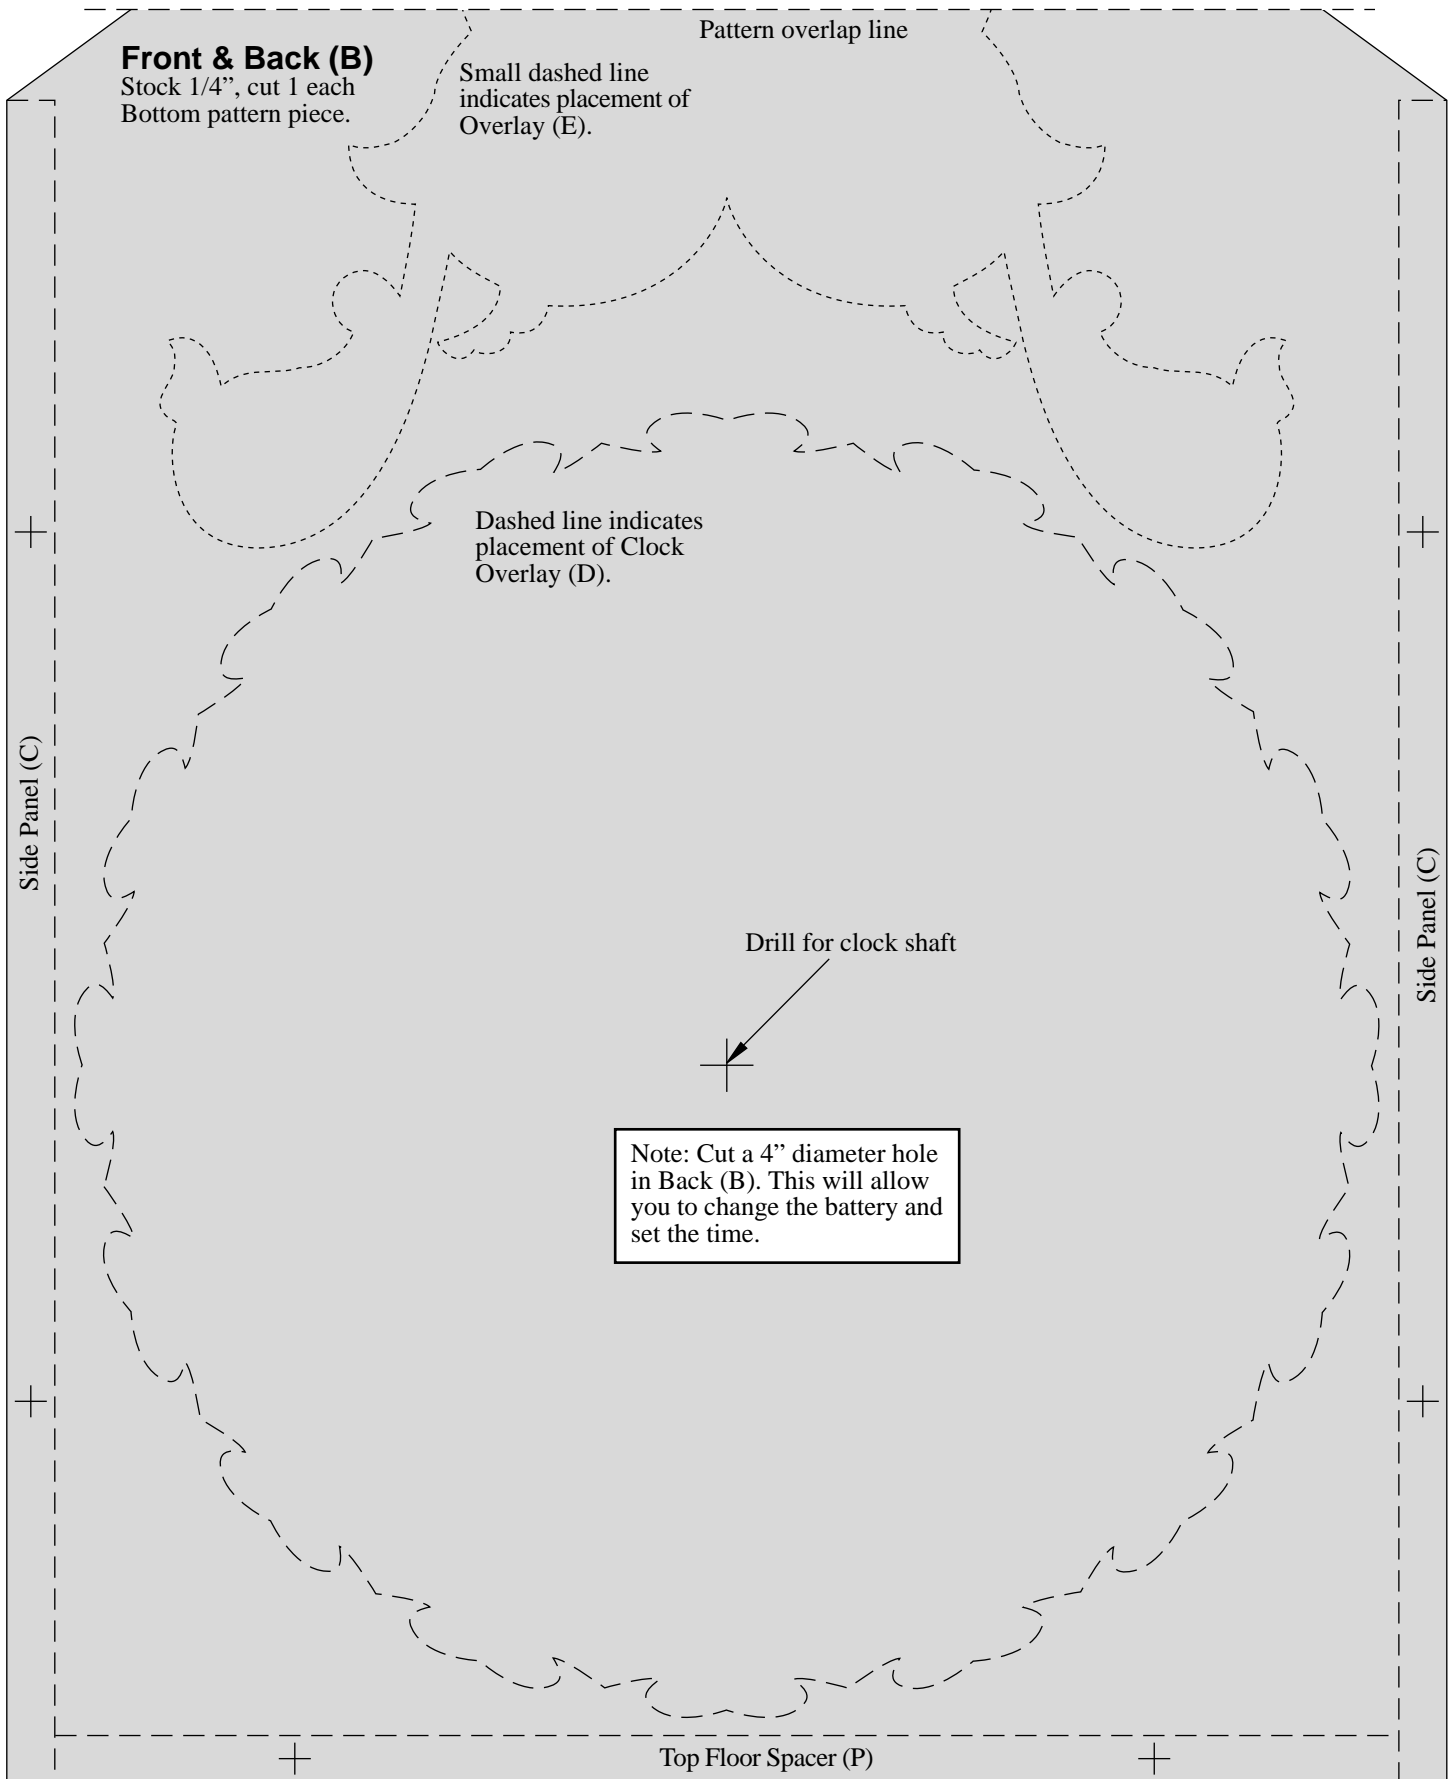 Pattern overlap line
Front & Back (B)
Stock 1/4”, cut 1 each
Bottom pattern piece.
Small dashed line
indicates placement of
Overlay (E).
Dashed line indicates
placement of Clock
Overlay (D).
Side Panel (C)
Side Panel (C)
Drill for clock shaft
Note: Cut a 4” diameter hole
in Back (B). This will allow
you to change the battery and
set the time.
Top Floor Spacer (P)